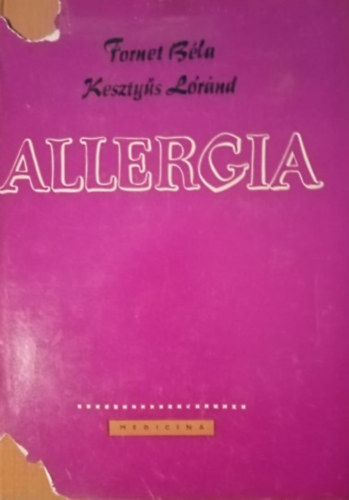 Fornet Béla
Kesztyűs Lóránd
ALLERGIA
MEDICINA